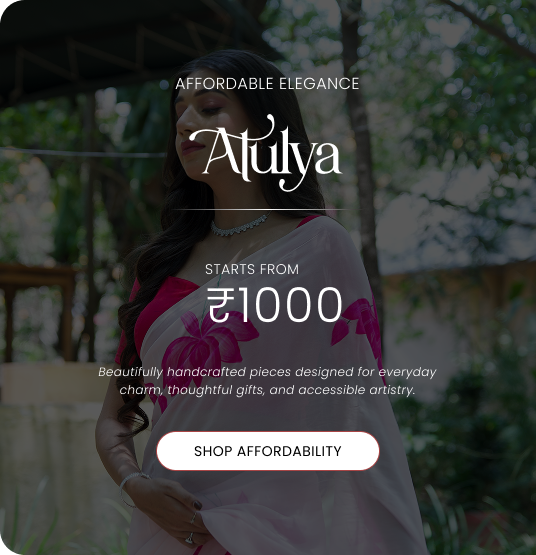 AFFORDABLE ELEGANCE
Atulya
STARTS FROM
₹1000
Beautifully handcrafted pieces designed for everyday
charm, thoughtful gifts, and accessible artistry.
SHOP AFFORDABILITY